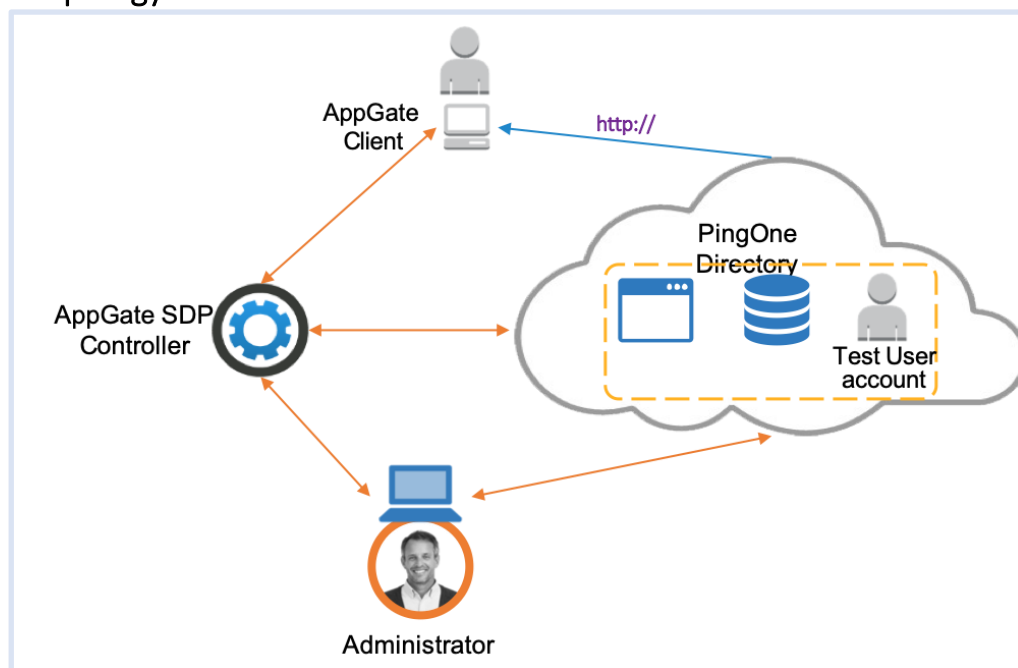 AppGate
Client
http://
PingOne
Directory
AppGate SDP
Controller
Test User
account
Administrator